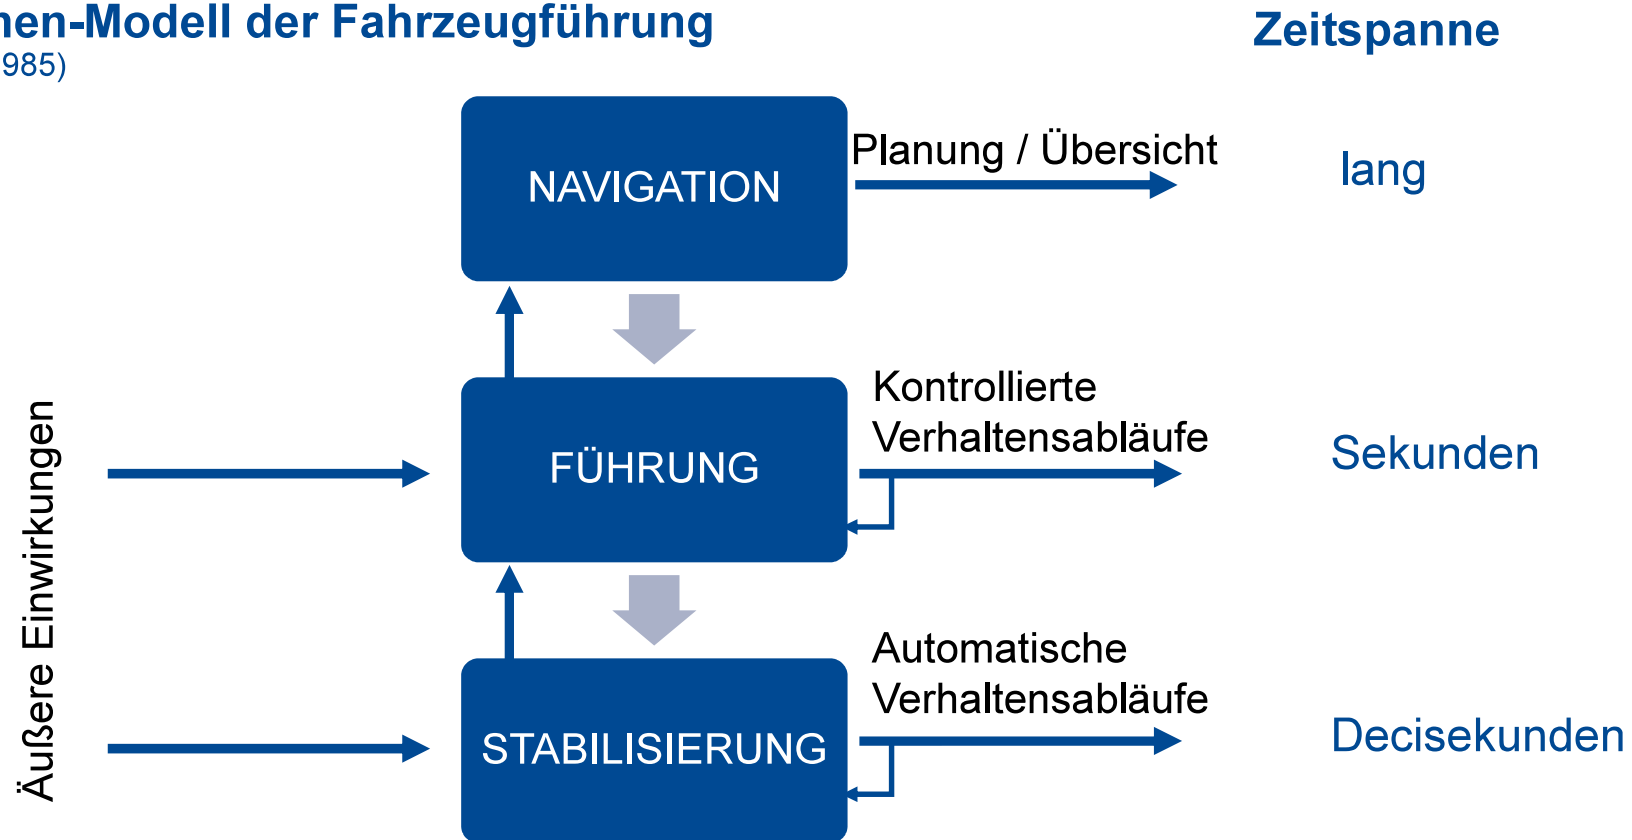 nen-Modell der Fahrzeugführung
985)
Zeitspanne
NAVIGATION
Planung / Übersicht
lang
Äußere Einwirkungen
FÜHRUNG
Kontrollierte
Verhaltensabläufe
Sekunden
STABILISIERUNG
Automatische
Verhaltensabläufe
Decisekunden